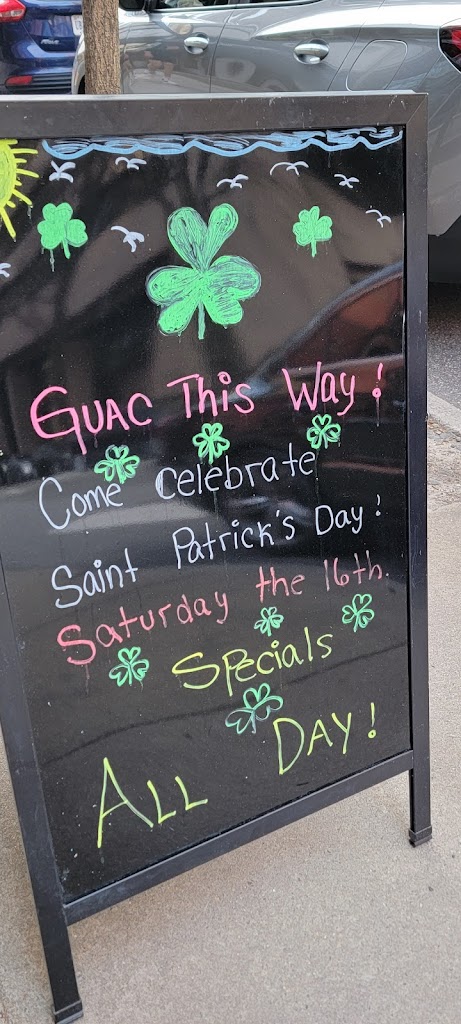 Guac This Way!
Come Celebrate
Saint Patrick's Day!
Saturday the 16th.
Specials
All Day!